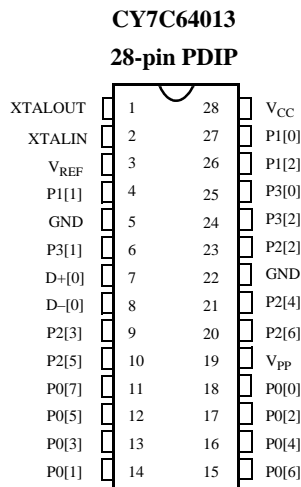 CY7C64013
28-pin PDIP
XTALOUT 1 28 VCC
XTALIN 2 27 P1[0]
VREF 3 26 P1[2]
P1[1] 4 25 P3[0]
GND 5 24 P3[2]
P3[1] 6 23 P2[2]
D+[0] 7 22 GND
D–[0] 8 21 P2[4]
P2[3] 9 20 P2[6]
P2[5] 10 19 VPP
P0[7] 11 18 P0[0]
P0[5] 12 17 P0[2]
P0[3] 13 16 P0[4]
P0[1] 14 15 P0[6]